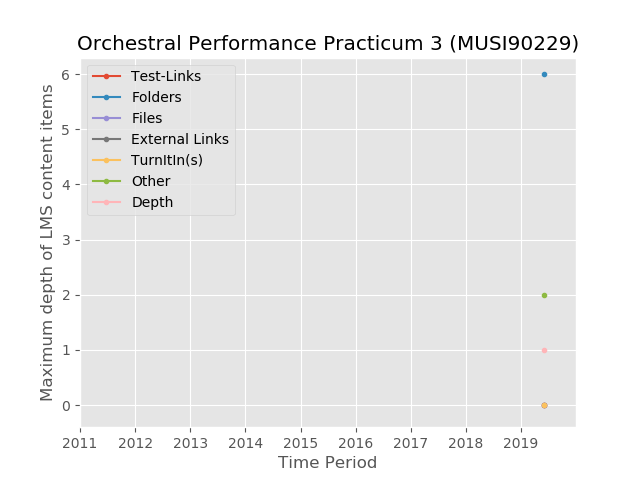 Orchestral Performance Practicum 3 (MUSI90229)
Test-Links
Folders
Files
External Links
TurnItIn(s)
Other
Depth
Maximum depth of LMS content items
6
5
4
3
2
1
0
2011 2012 2013 2014 2015 2016 2017 2018 2019
Time Period